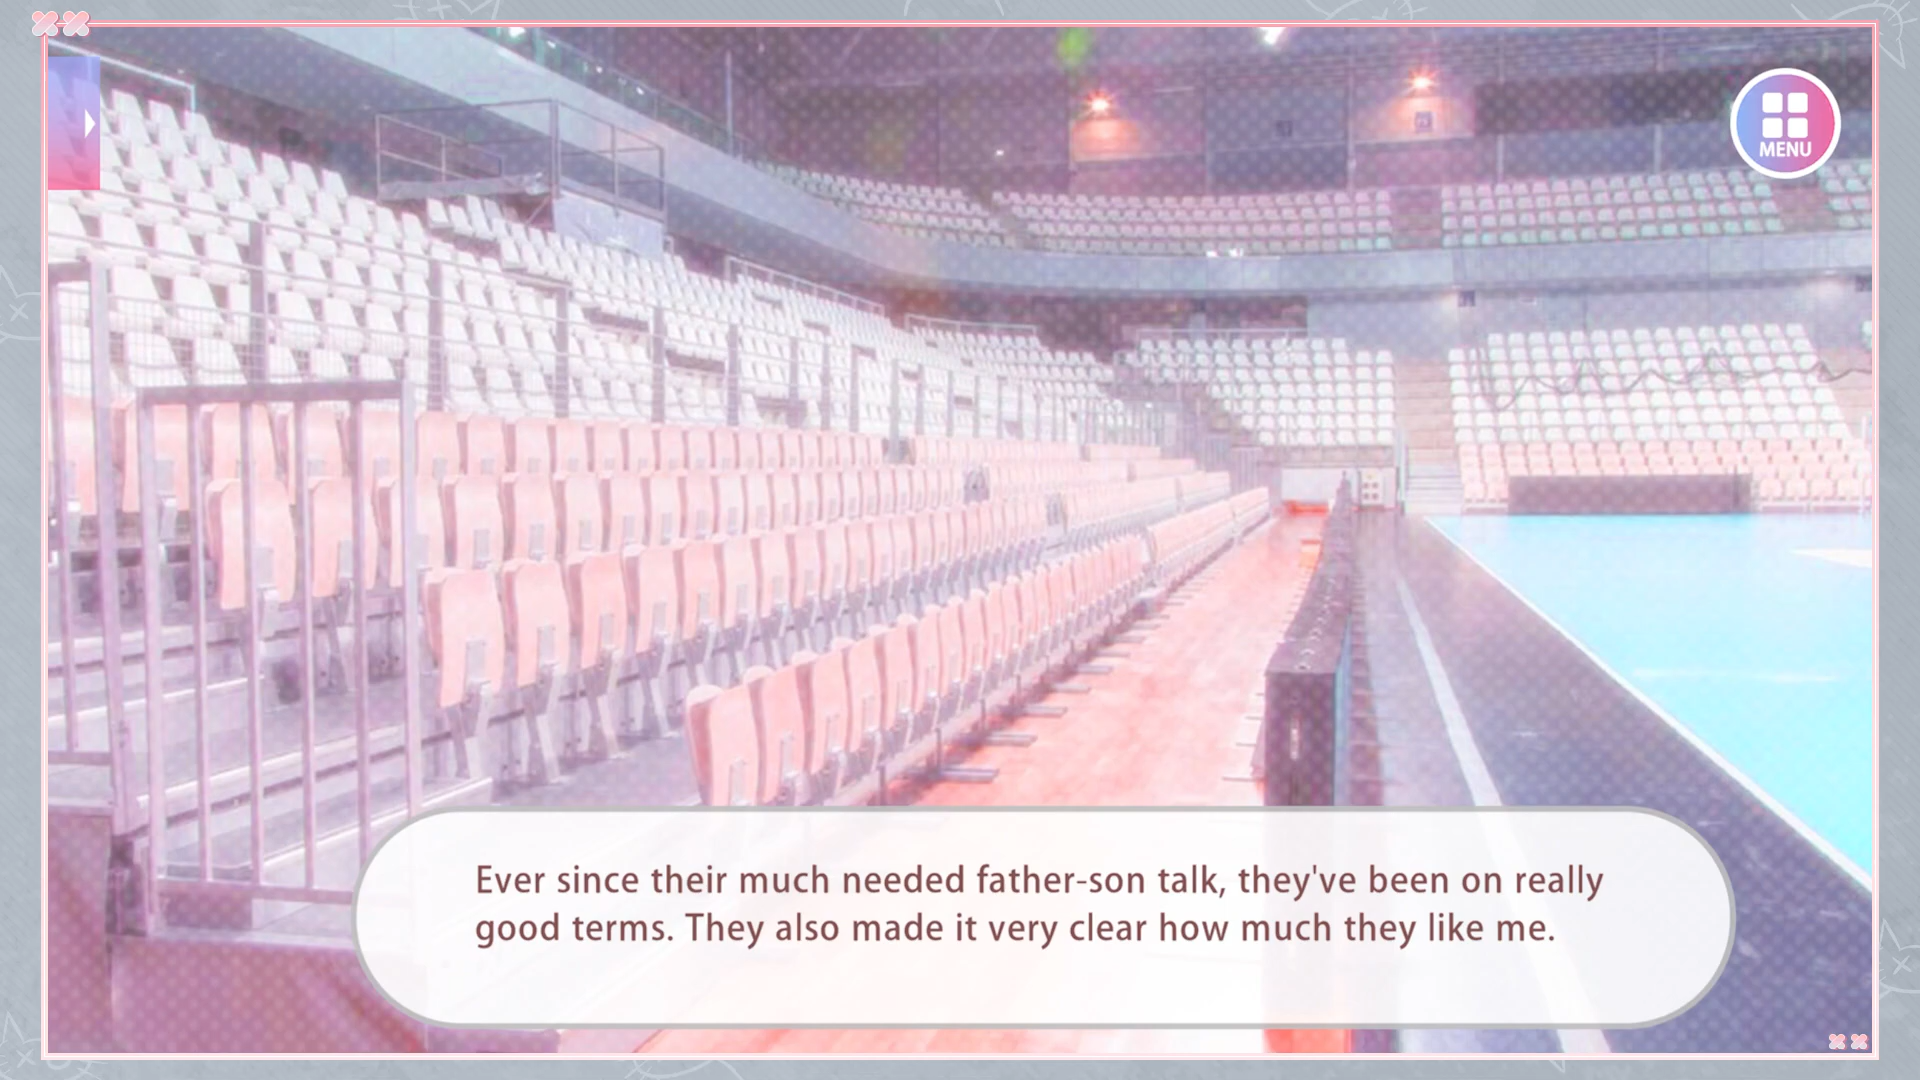 MENU
Ever since their much needed father-son talk, they've been on really
good terms. They also made it very clear how much they like me.